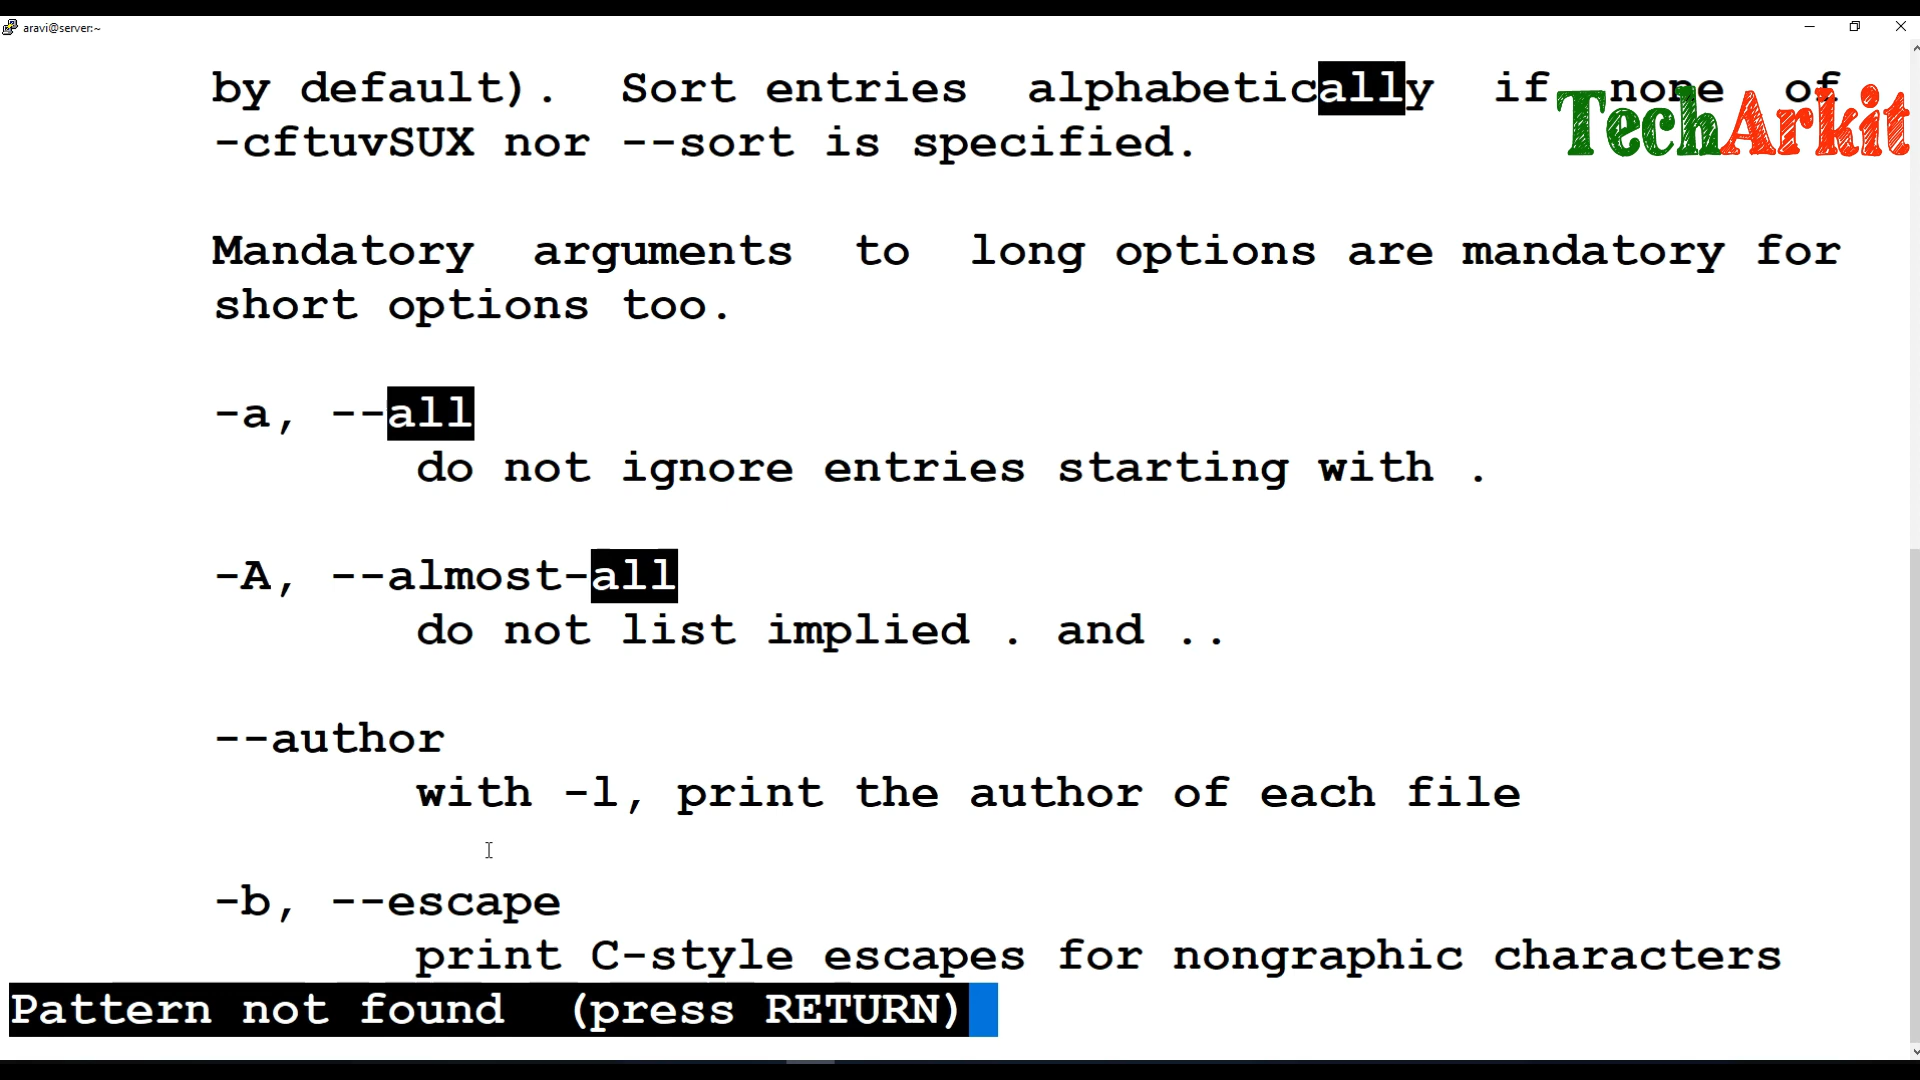 aravi@server:~
by default).  Sort entries  alphabetically  if  none  of
TechArkit
-cftuvSUX nor --sort is specified.
Mandatory  arguments  to  long options are mandatory for
short options too.
-a, --all
do not ignore entries starting with .
-A, --almost-all
do not list implied . and ..
--author
with -l, print the author of each file
-b, --escape
print C-style escapes for nongraphic characters
Pattern not found  (press RETURN)